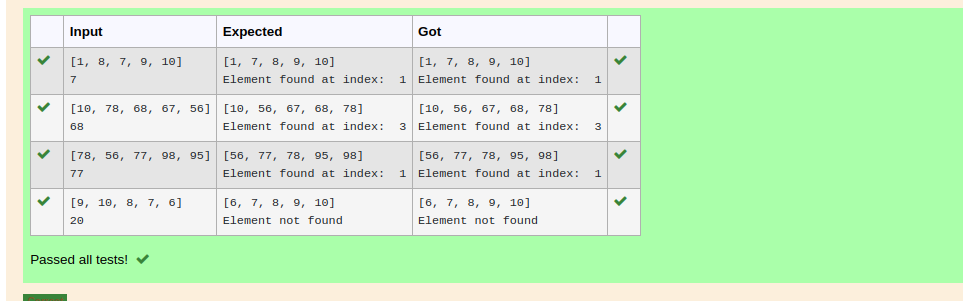 Input Expected Got
[1, 8, 7, 9, 10] [1, 7, 8, 9, 10] [1, 7, 8, 9, 10]
7 Element found at index:  1 Element found at index:  1
[10, 78, 68, 67, 56] [10, 56, 67, 68, 78] [10, 56, 67, 68, 78]
68 Element found at index:  3 Element found at index:  3
[78, 56, 77, 98, 95] [56, 77, 78, 95, 98] [56, 77, 78, 95, 98]
77 Element found at index:  1 Element found at index:  1
[9, 10, 8, 7, 6] [6, 7, 8, 9, 10] [6, 7, 8, 9, 10]
20 Element not found Element not found
Passed all tests!